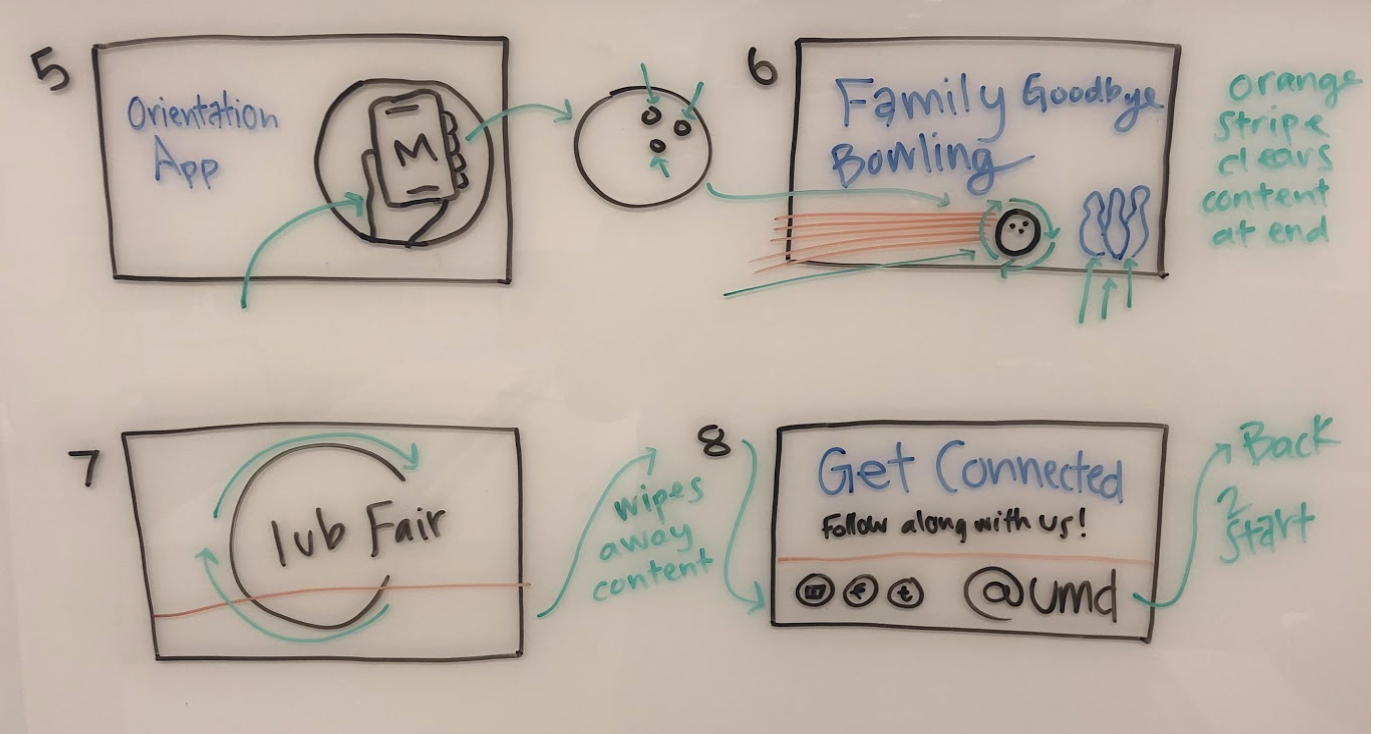 5
Orientation
App
M
6
Family Goodbye
Bowling
orange
stripe
clears
content
at end
7
lub Fair
wipes
away
content
8
Get Connected
Follow along with us!
f t @umd
Back
2
Start